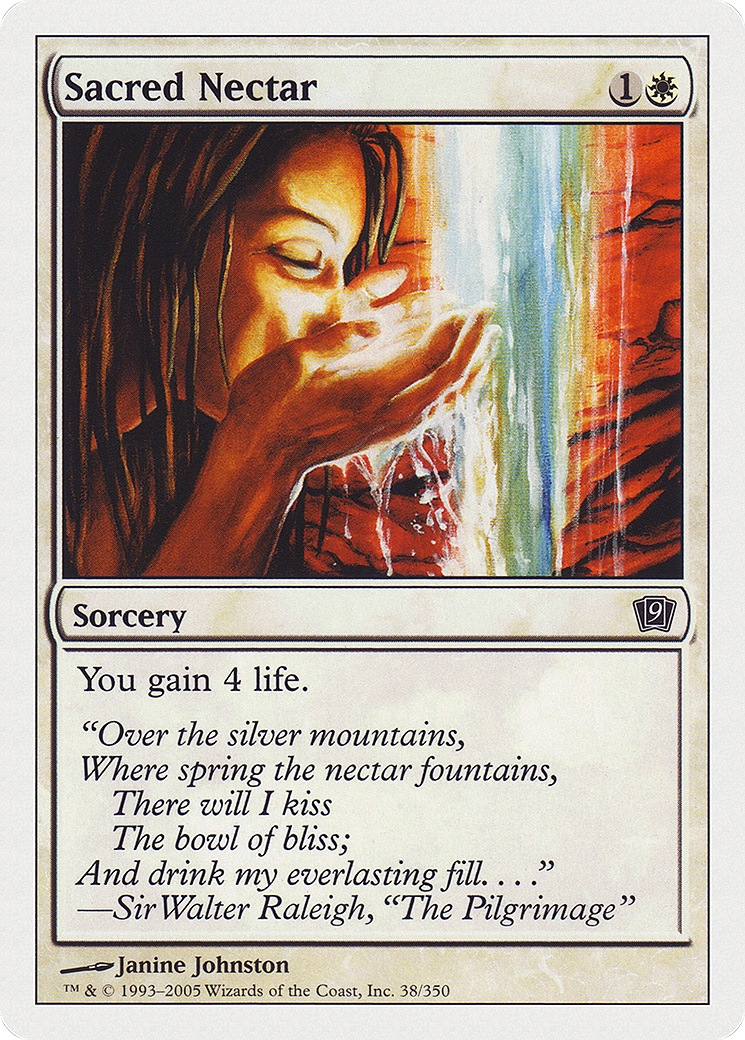 Sacred Nectar
1
Sorcery
9
You gain 4 life.
“Over the silver mountains,
Where spring the nectar fountains,
There will I kiss
The bowl of bliss;
And drink my everlasting fill. . . .”
—Sir Walter Raleigh, “The Pilgrimage”
Janine Johnston
™ & © 1993–2005 Wizards of the Coast, Inc. 38/350